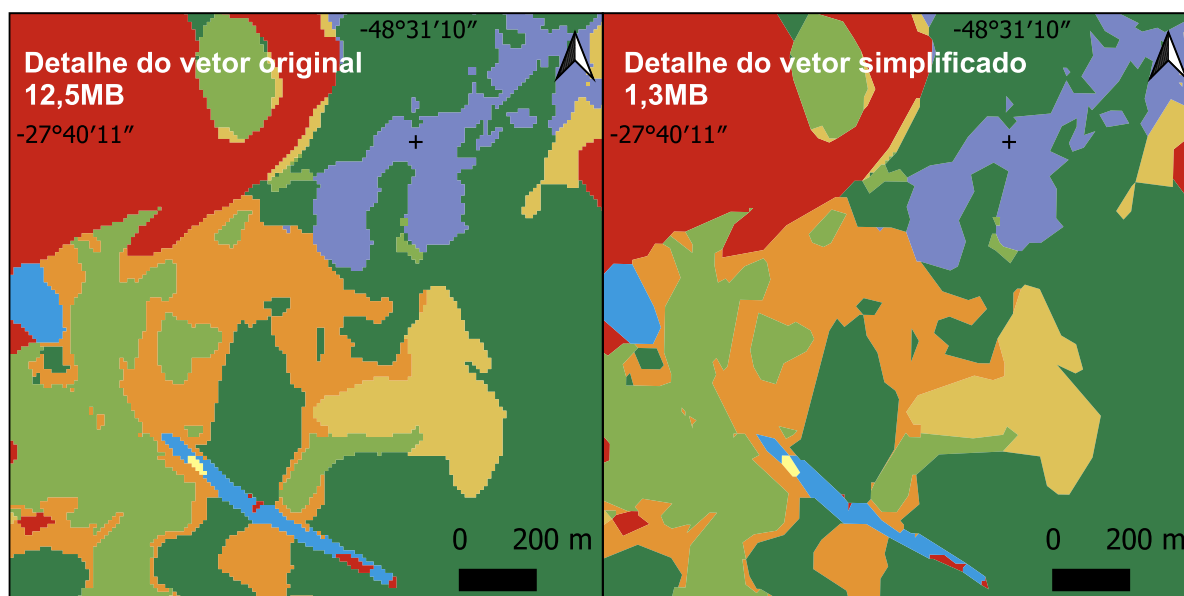 -48°31′10″
Detalhe do vetor original
12,5MB
-27°40′11″
0 200 m
-48°31′10″
Detalhe do vetor simplificado
1,3MB
-27°40′11″
0 200 m